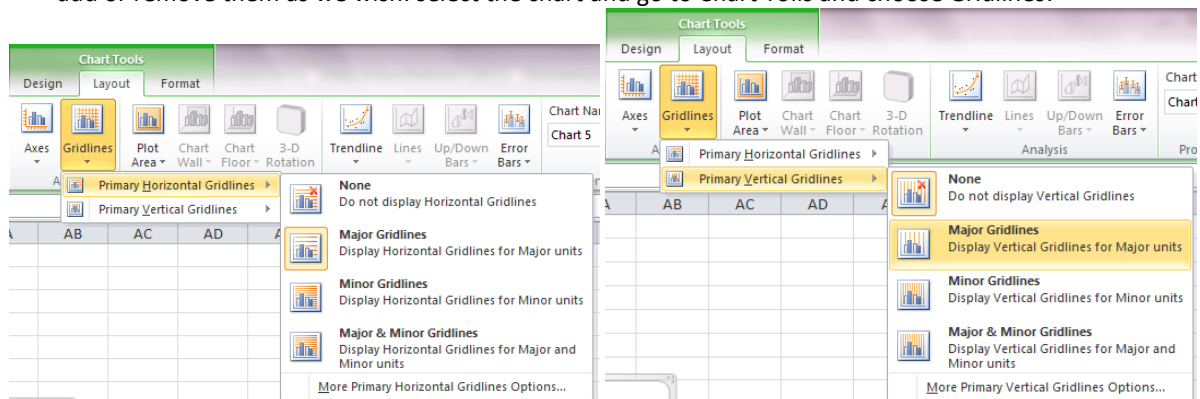 add or remove them as we wish. Select the chart and go to Chart Tolls and choose Gridlines.
Chart Tools
Design Layout Format
Axes Gridlines Plot Area Chart Wall Chart Floor 3-D Rotation Trendline Lines Up/Down Bars Error Bars
Chart Nar
Chart 5
A
Primary Horizontal Gridlines
Primary Vertical Gridlines
AB AC AD
None
Do not display Horizontal Gridlines
Major Gridlines
Display Horizontal Gridlines for Major units
Minor Gridlines
Display Horizontal Gridlines for Minor units
Major & Minor Gridlines
Display Horizontal Gridlines for Major and
Minor units
More Primary Horizontal Gridlines Options...
Chart Tools
Design Layout Format
Axes Gridlines Plot Area Chart Wall Chart Floor 3-D Rotation Trendline Lines Up/Down Bars Error Bars
Chart
Chart
A
Analysis
Pro
Primary Horizontal Gridlines
Primary Vertical Gridlines
AB AC AD
None
Do not display Vertical Gridlines
Major Gridlines
Display Vertical Gridlines for Major units
Minor Gridlines
Display Vertical Gridlines for Minor units
Major & Minor Gridlines
Display Vertical Gridlines for Major and
Minor units
More Primary Vertical Gridlines Options...